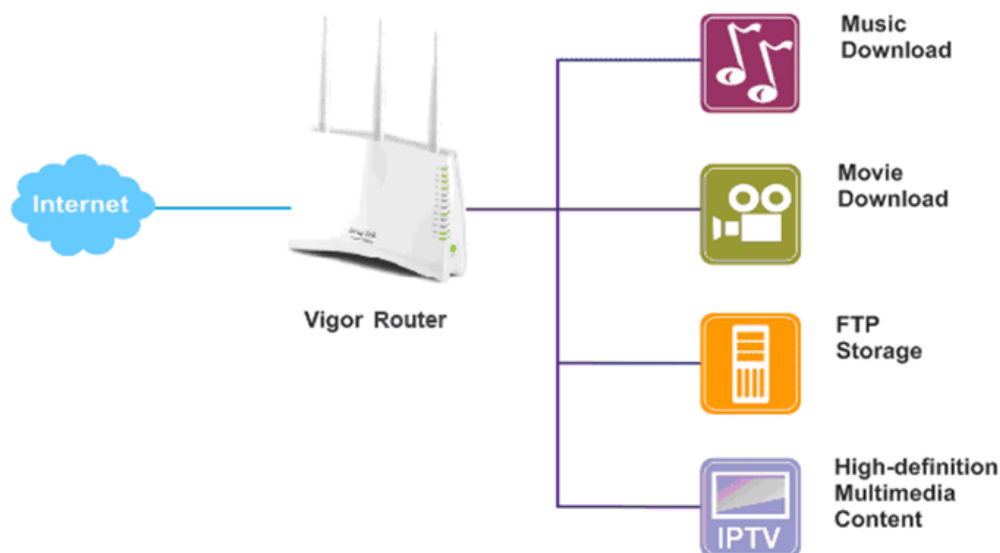 Internet
Vigor Router
Music
Download
Movie
Download
FTP
Storage
High-definition
Multimedia
Content
IPTV